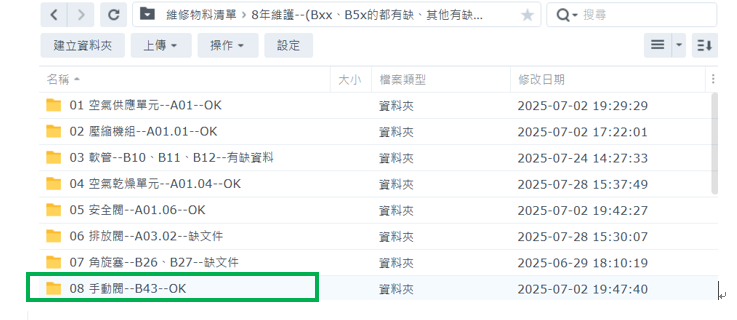 維修物料清單 › 8年維護--(Bxx、B5x的都有缺、其他有缺...
搜尋
建立資料夾 上傳 操作 設定
名稱 大小 檔案類型 修改日期
01 空氣供應單元--A01--OK 資料夾 2025-07-02 19:29:29
02 壓縮機組--A01.01--OK 資料夾 2025-07-02 17:22:01
03 軟管--B10、B11、B12--有缺資料 資料夾 2025-07-24 14:27:33
04 空氣乾燥單元--A01.04--OK 資料夾 2025-07-28 15:37:49
05 安全閥--A01.06--OK 資料夾 2025-07-02 19:42:27
06 排放閥--A03.02--缺文件 資料夾 2025-07-28 15:30:07
07 角旋塞--B26、B27--缺文件 資料夾 2025-06-29 18:10:19
08 手動閥--B43--OK 資料夾 2025-07-02 19:47:40